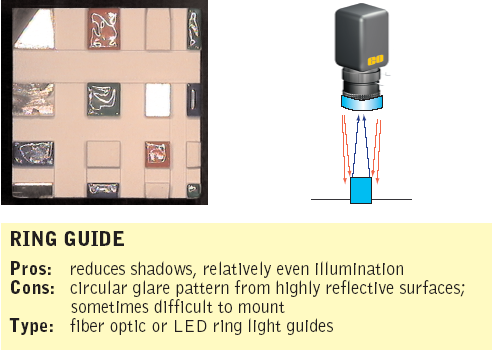 CO
RING GUIDE
Pros: reduces shadows, relatively even illumination
Cons: circular glare pattern from highly reflective surfaces;
sometimes difficult to mount
Type: fiber optic or LED ring light guides